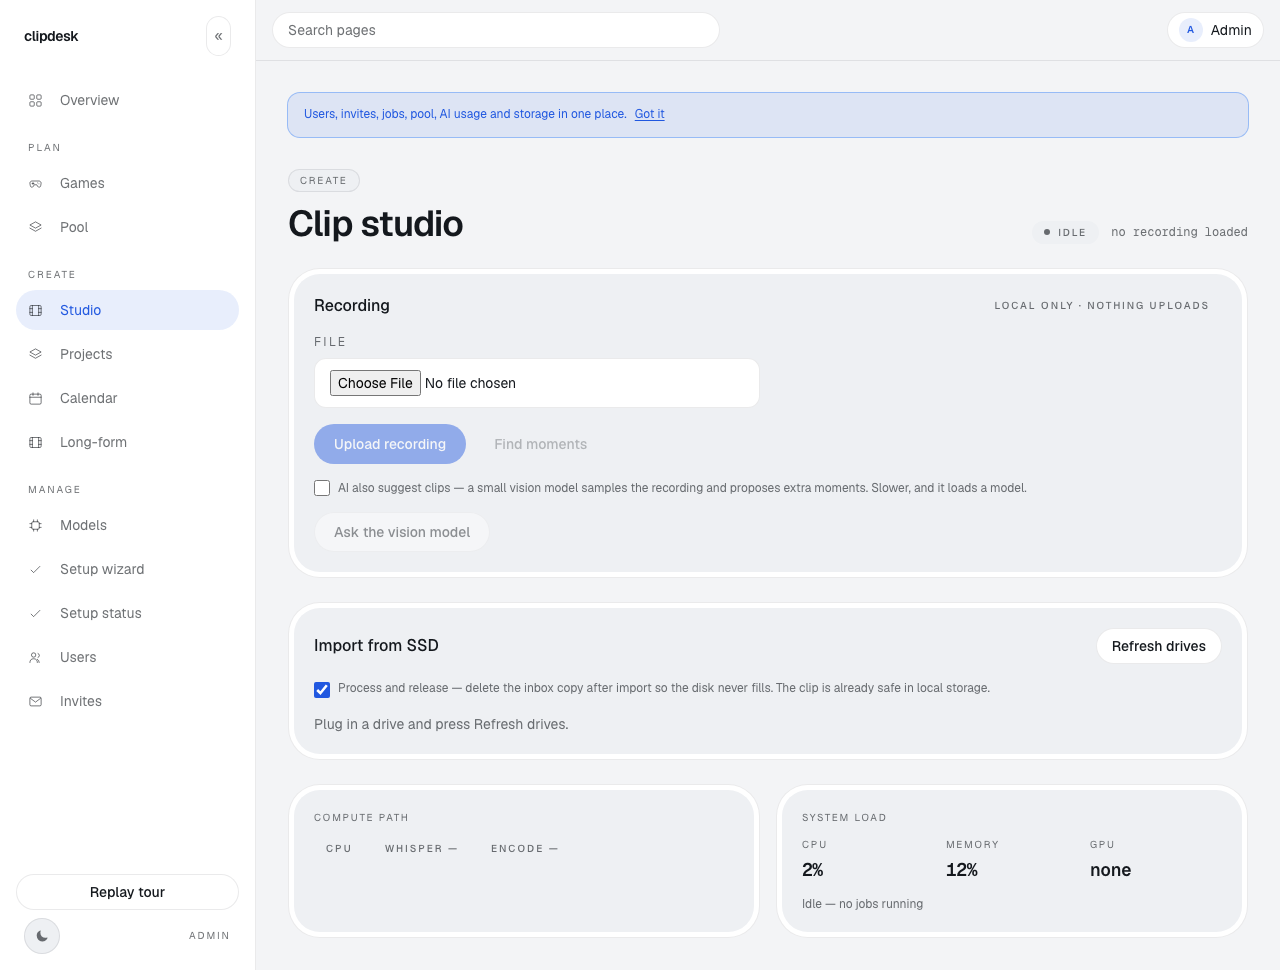 clipdesk
«
Search pages
A
Admin
Overview
PLAN
Games
Pool
CREATE
Studio
Projects
Calendar
Long-form
MANAGE
Models
Setup wizard
Setup status
Users
Invites
Replay tour
ADMIN
Users, invites, jobs, pool, AI usage and storage in one place. Got it
CREATE
Clip studio
IDLE
no recording loaded
Recording
LOCAL ONLY · NOTHING UPLOADS
FILE
Choose File No file chosen
Upload recording
Find moments
AI also suggest clips — a small vision model samples the recording and proposes extra moments. Slower, and it loads a model.
Ask the vision model
Import from SSD
Refresh drives
Process and release — delete the inbox copy after import so the disk never fills. The clip is already safe in local storage.
Plug in a drive and press Refresh drives.
COMPUTE PATH
CPU WHISPER — ENCODE —
SYSTEM LOAD
CPU MEMORY GPU
2% 12% none
Idle — no jobs running